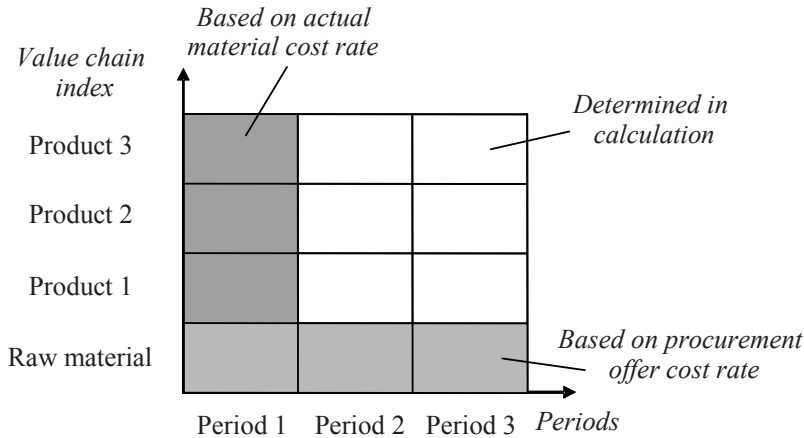 Based on actual
material cost rate
Value chain
index
Determined in
calculation
Product 3
Product 2
Product 1
Raw material
Based on procurement
offer cost rate
Period 1 Period 2 Period 3 Periods